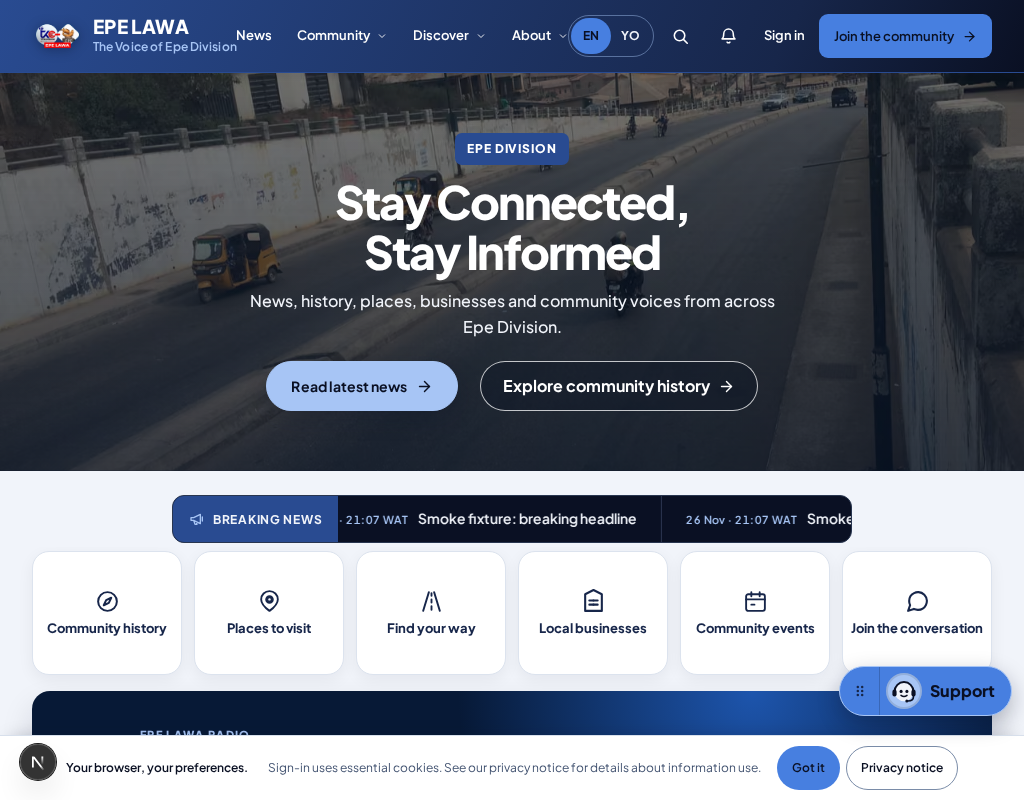 EPE LAWA
EPE LAWA
The Voice of Epe Division
News
Community
Discover
About
EN
YO
Sign in
Join the community
EPE DIVISION
Stay Connected,
Stay Informed
News, history, places, businesses and community voices from across
Epe Division.
Read latest news
Explore community history
BREAKING NEWS
· 21:07 WAT Smoke fixture: breaking headline
26 Nov · 21:07 WAT Smoke
Community history
Places to visit
Find your way
Local businesses
Community events
Join the conversation
Support
EPE LAWA RADIO
N
Your browser, your preferences.
Sign-in uses essential cookies. See our privacy notice for details about information use.
Got it
Privacy notice